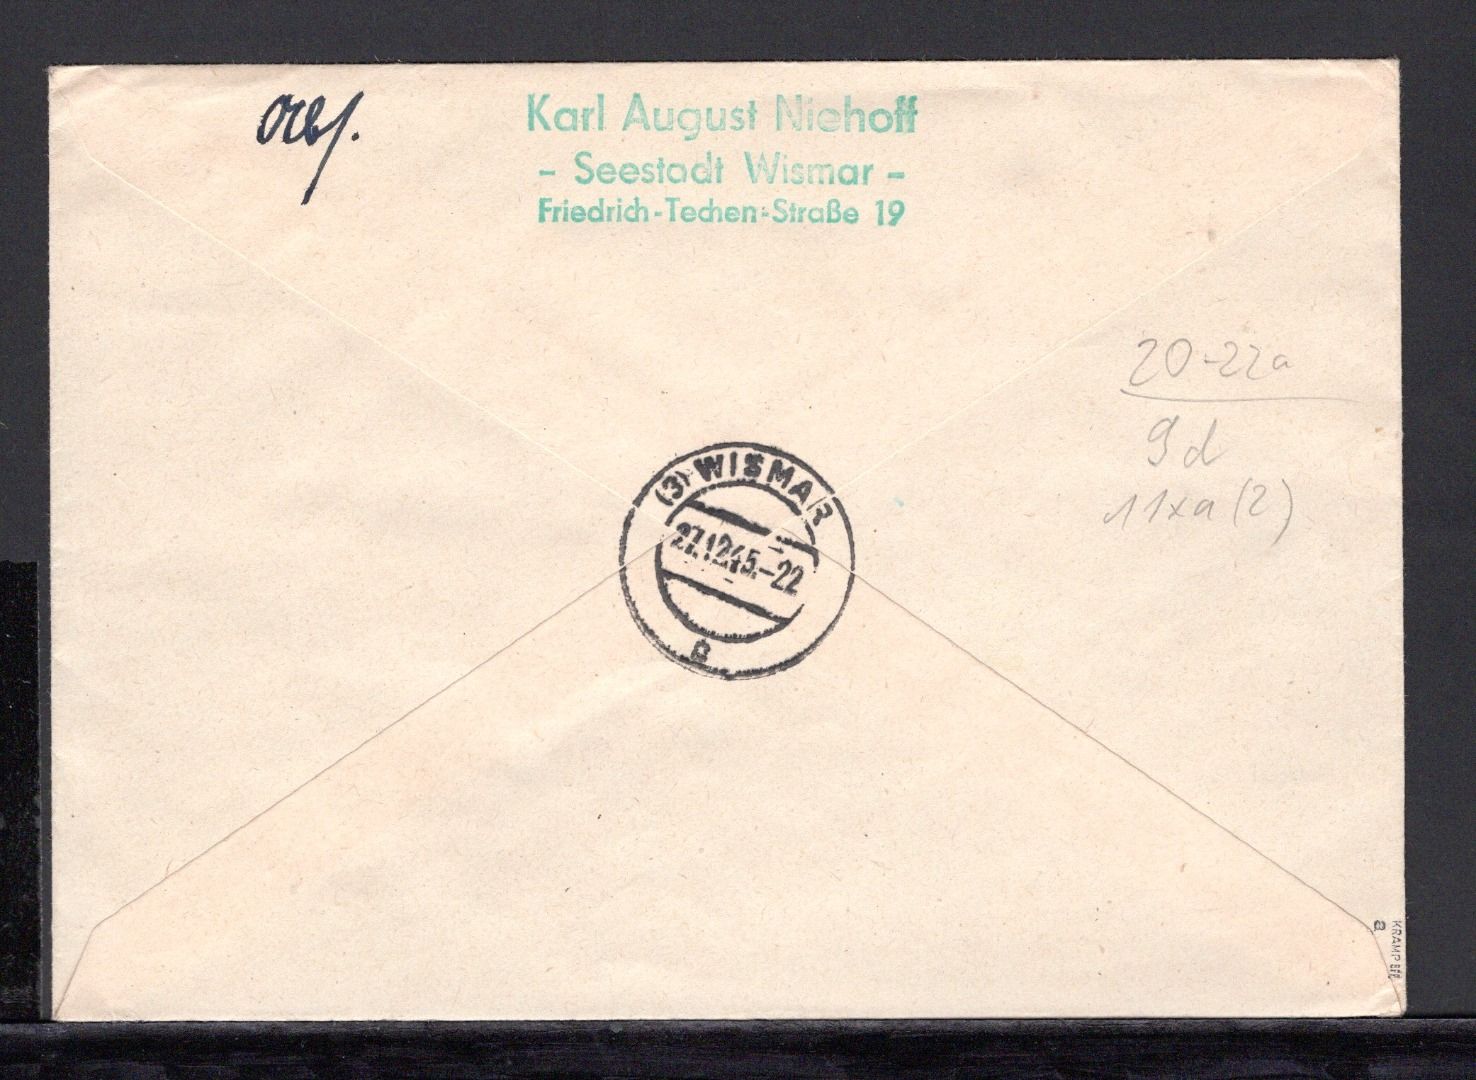 Karl August Niehoff
- Seestadt Wismar -
Friedrich-Techen-Straße 19
20-22a
9d
11xa (2)
(3) WISMAR
27.12.45.-22
a
KRAMP
a